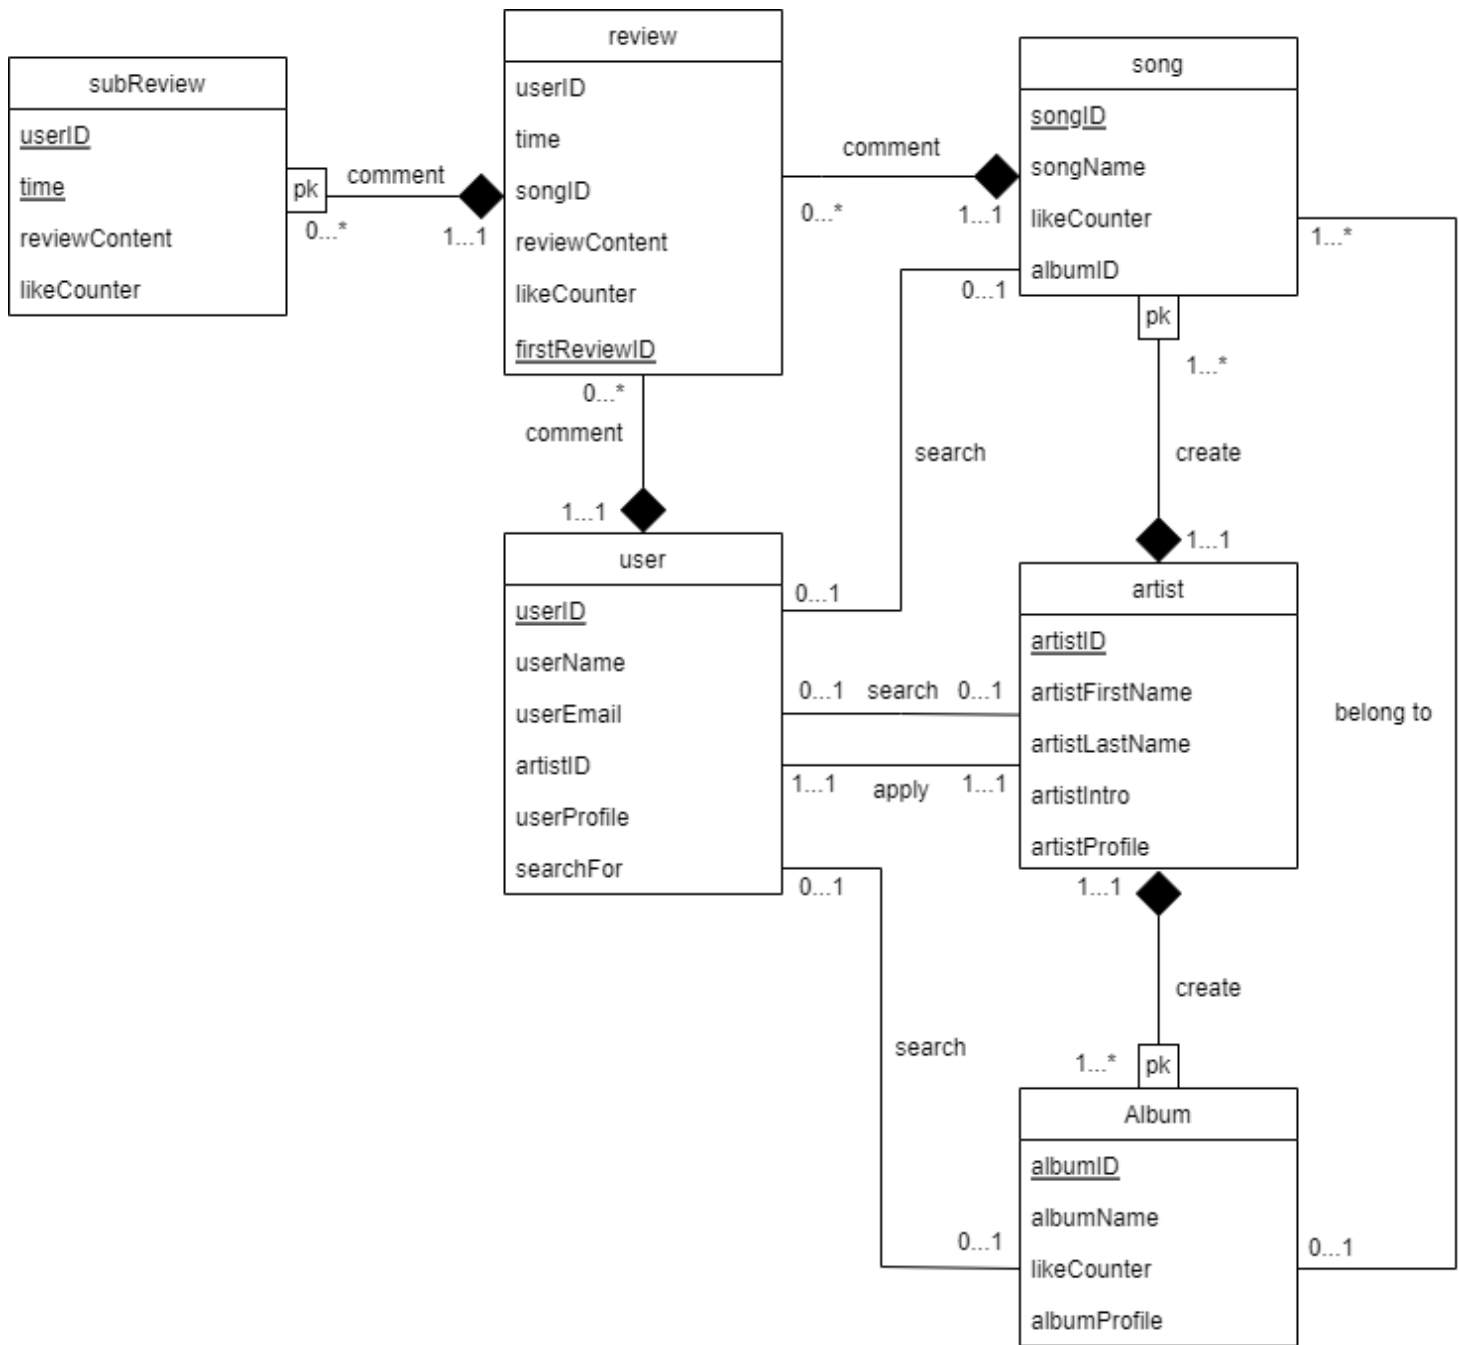 subReview
userID
time
reviewContent
likeCounter
pk
comment
0...*
1...1
review
userID
time
songID
reviewContent
likeCounter
firstReviewID
comment
0...*
1...1
song
songID
songName
likeCounter
albumID
0...*
comment
1...1
search
0...1
0...1
pk
1...*
create
1...1
1...*
belong to
0...1
user
userID
userName
userEmail
artistID
userProfile
searchFor
0...1
search
0...1
1...1
apply
1...1
artist
artistID
artistFirstName
artistLastName
artistIntro
artistProfile
0...1
search
0...1
1...1
create
1...*
pk
Album
albumID
albumName
likeCounter
albumProfile